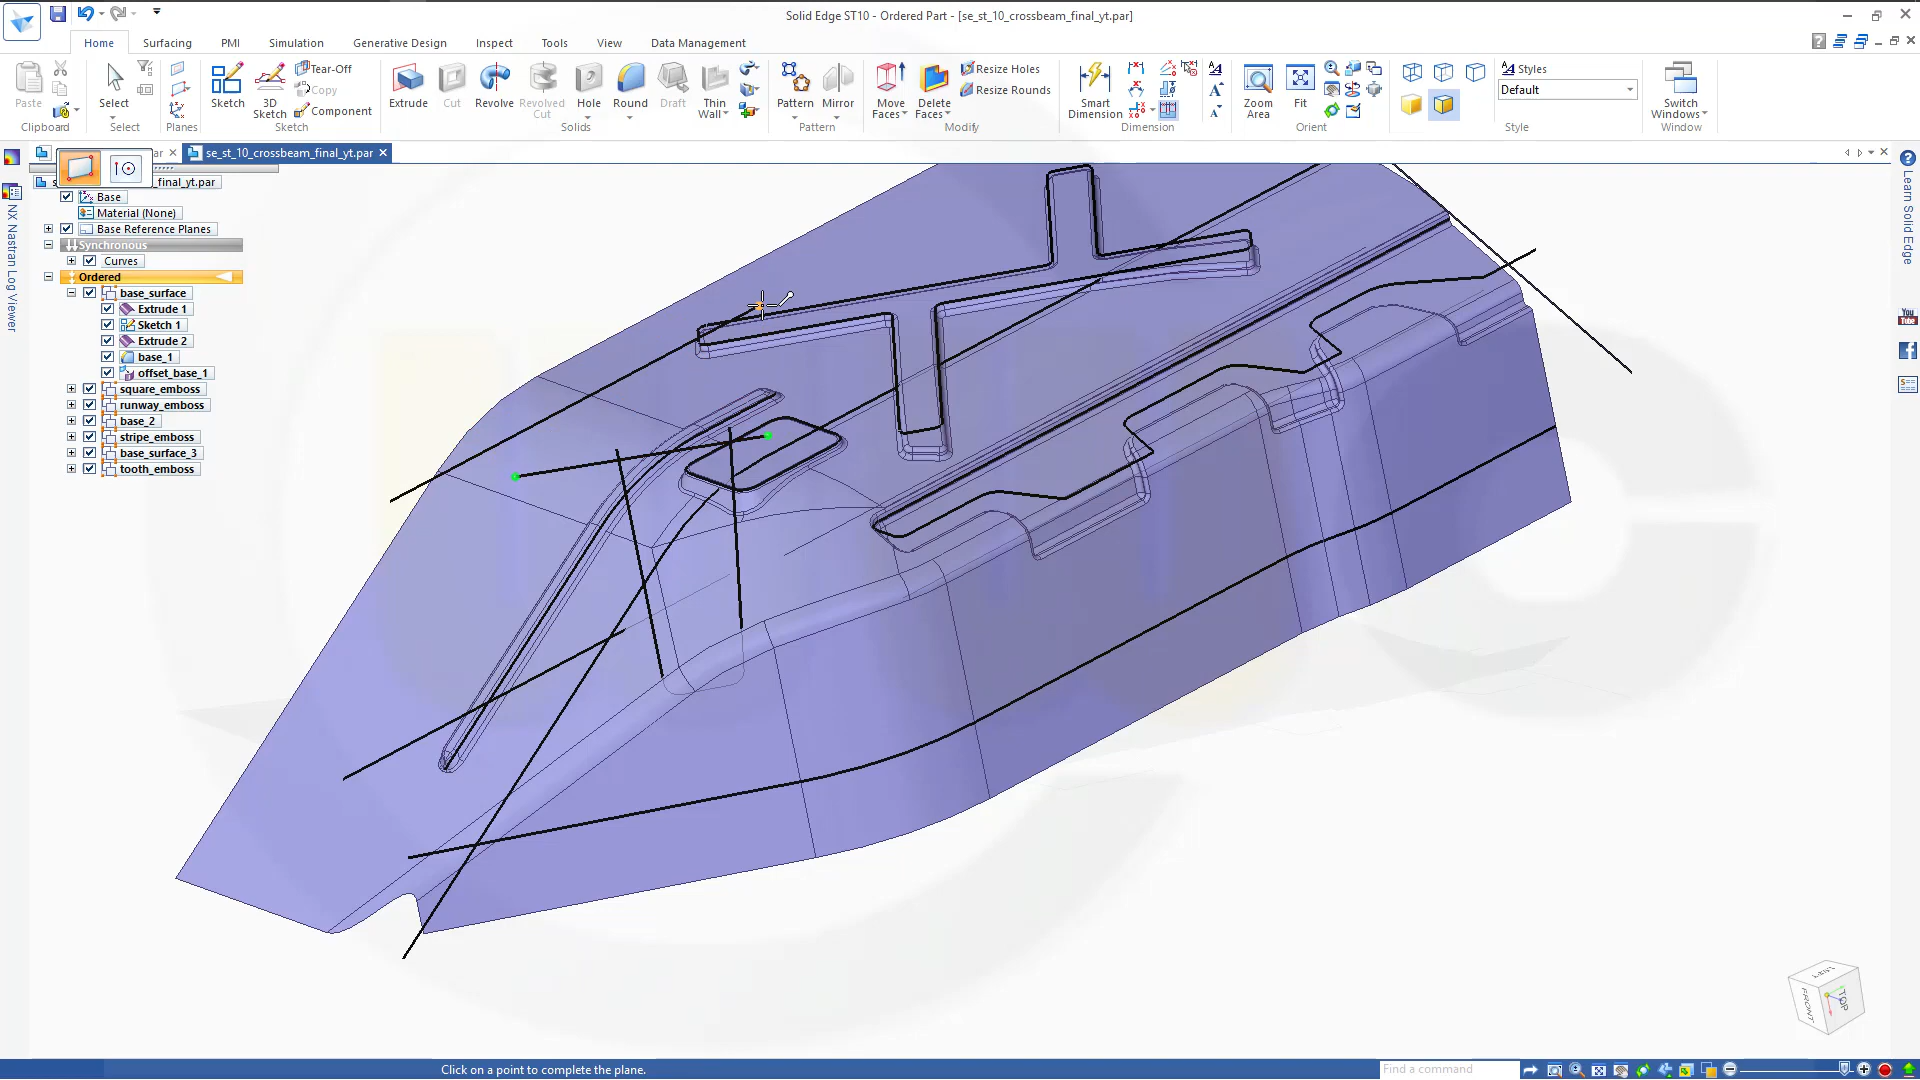 Solid Edge ST10 - Ordered Part - [se_st_10_crossbeam_final_yt.par]
Home Surfacing PMI Simulation Generative Design Inspect Tools View Data Management
Paste
Clipboard
Select
Select
Planes
Sketch
3D
Sketch
Tear-Off
Copy
Component
Sketch
Extrude
Cut
Revolve
Revolved
Cut
Hole
Round
Draft
Thin
Wall
Solids
Pattern
Mirror
Pattern
Move
Faces
Delete
Faces
Resize Holes
Resize Rounds
Modify
Smart
Dimension
Dimension
Zoom
Area
Fit
Orient
Styles
Default
Style
Switch
Windows
Window
ar
se_st_10_crossbeam_final_yt.par
_final_yt.par
Base
Material (None)
Base Reference Planes
Synchronous
Curves
Ordered
base_surface
Extrude 1
Sketch 1
Extrude 2
base_1
offset_base_1
square_emboss
runway_emboss
base_2
stripe_emboss
base_surface_3
tooth_emboss
NX Nastran Log Viewer
Learn Solid Edge
You
Tube
FRONT
TOP
Click on a point to complete the plane.
Find a command